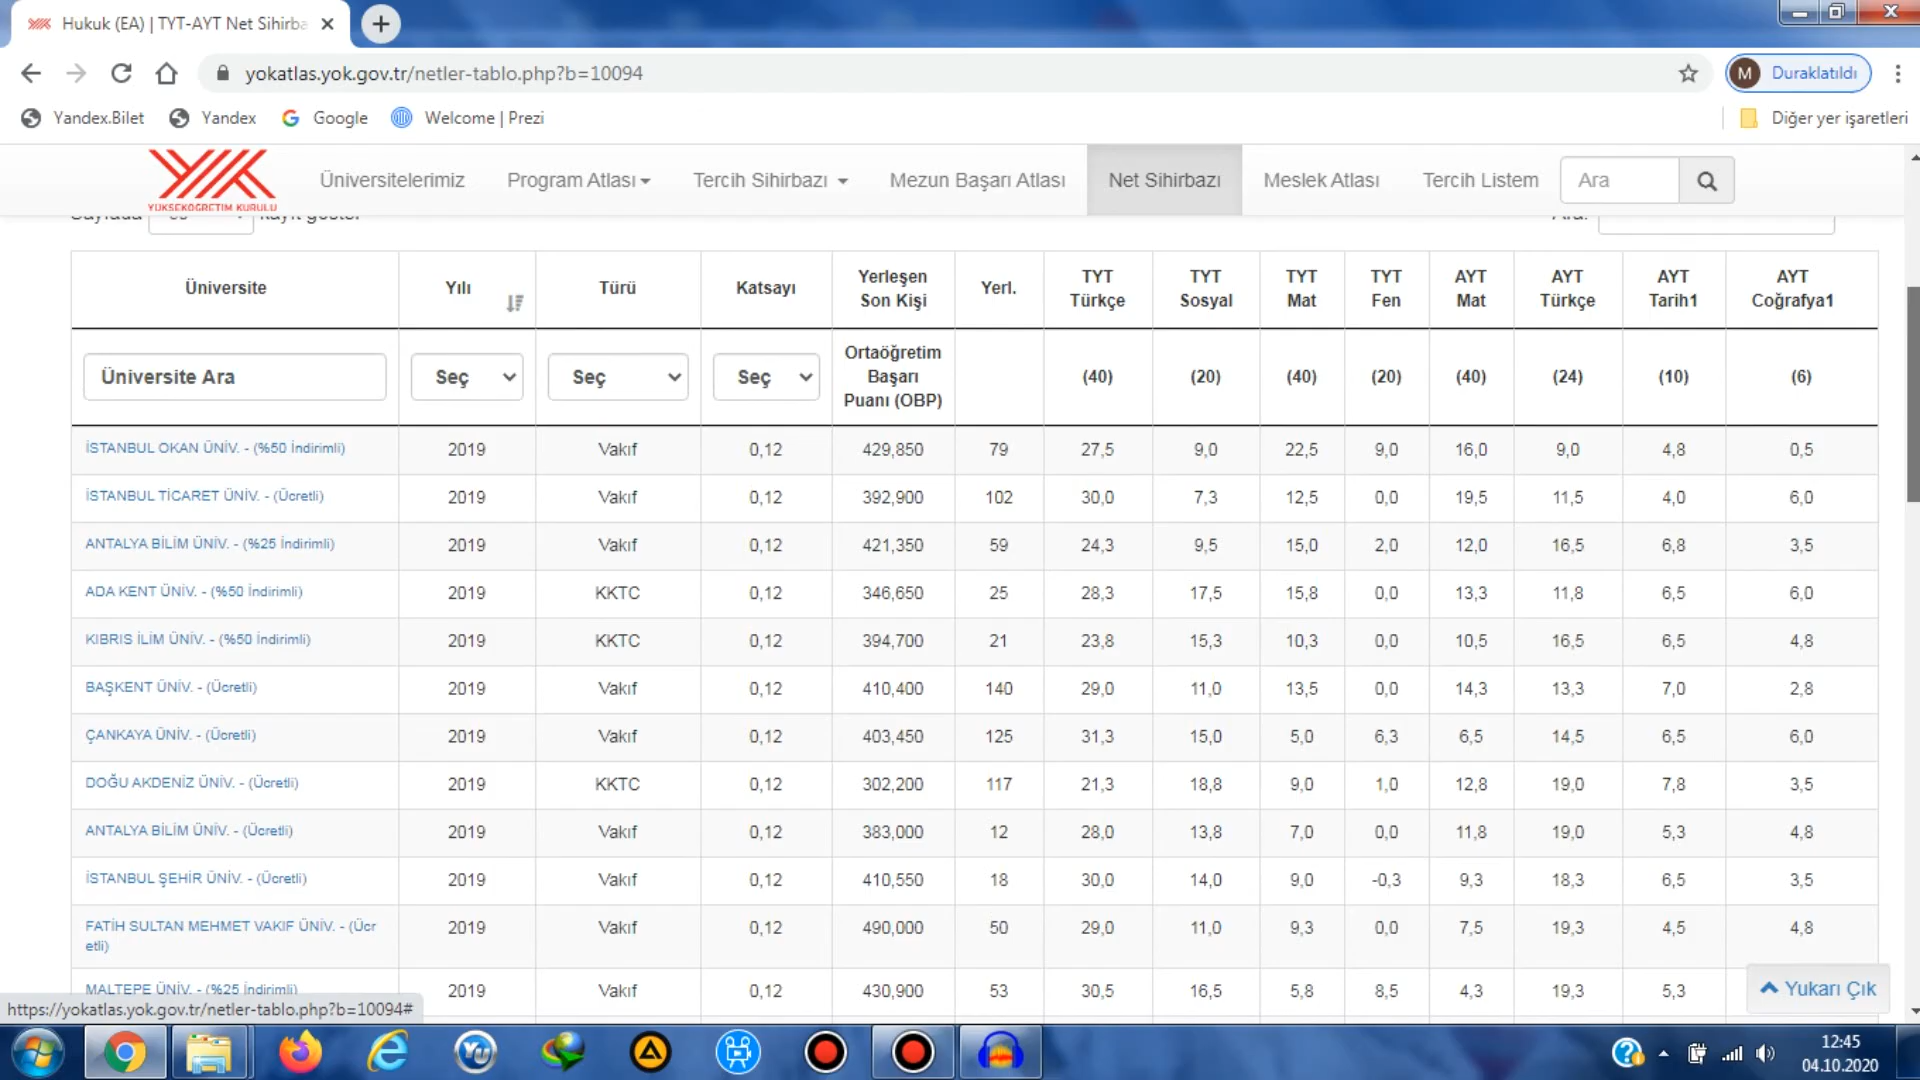 Hukuk (EA) | TYT-AYT Net Sihirba
yokatlas.yok.gov.tr/netler-tablo.php?b=10094
M Duraklatıldı
Yandex.Bilet Yandex Google Welcome | Prezi Diğer yer işaretleri
YÜKSEKÖĞRETİM KURULU
Üniversitelerimiz Program Atlası Tercih Sihirbazı Mezun Başarı Atlası Net Sihirbazı Meslek Atlası Tercih Listem Ara
Üniversite Yılı Türü Katsayı Yerleşen Son Kişi Yerl. TYT Türkçe TYT Sosyal TYT Mat TYT Fen AYT Mat AYT Türkçe AYT Tarih1 AYT Coğrafya1
Üniversite Ara Seç Seç Seç Ortaöğretim Başarı Puanı (OBP) (40) (20) (40) (20) (40) (24) (10) (6)
İSTANBUL OKAN ÜNİV. - (%50 İndirimli) 2019 Vakıf 0,12 429,850 79 27,5 9,0 22,5 9,0 16,0 9,0 4,8 0,5
İSTANBUL TİCARET ÜNİV. - (Ücretli) 2019 Vakıf 0,12 392,900 102 30,0 7,3 12,5 0,0 19,5 11,5 4,0 6,0
ANTALYA BİLİM ÜNİV. - (%25 İndirimli) 2019 Vakıf 0,12 421,350 59 24,3 9,5 15,0 2,0 12,0 16,5 6,8 3,5
ADA KENT ÜNİV. - (%50 İndirimli) 2019 KKTC 0,12 346,650 25 28,3 17,5 15,8 0,0 13,3 11,8 6,5 6,0
KIBRIS İLİM ÜNİV. - (%50 İndirimli) 2019 KKTC 0,12 394,700 21 23,8 15,3 10,3 0,0 10,5 16,5 6,5 4,8
BAŞKENT ÜNİV. - (Ücretli) 2019 Vakıf 0,12 410,400 140 29,0 11,0 13,5 0,0 14,3 13,3 7,0 2,8
ÇANKAYA ÜNİV. - (Ücretli) 2019 Vakıf 0,12 403,450 125 31,3 15,0 5,0 6,3 6,5 14,5 6,5 6,0
DOĞU AKDENİZ ÜNİV. - (Ücretli) 2019 KKTC 0,12 302,200 117 21,3 18,8 9,0 1,0 12,8 19,0 7,8 3,5
ANTALYA BİLİM ÜNİV. - (Ücretli) 2019 Vakıf 0,12 383,000 12 28,0 13,8 7,0 0,0 11,8 19,0 5,3 4,8
İSTANBUL ŞEHİR ÜNİV. - (Ücretli) 2019 Vakıf 0,12 410,550 18 30,0 14,0 9,0 -0,3 9,3 18,3 6,5 3,5
FATİH SULTAN MEHMET VAKIF ÜNİV. - (Ücr 2019 Vakıf 0,12 490,000 50 29,0 11,0 9,3 0,0 7,5 19,3 4,5 4,8
etli)
MALTEPE ÜNİV. - (%25 İndirimli) 2019 Vakıf 0,12 430,900 53 30,5 16,5 5,8 8,5 4,3 19,3 5,3
Yukarı Çık
https://yokatlas.yok.gov.tr/netler-tablo.php?b=10094#
12:45
04.10.2020